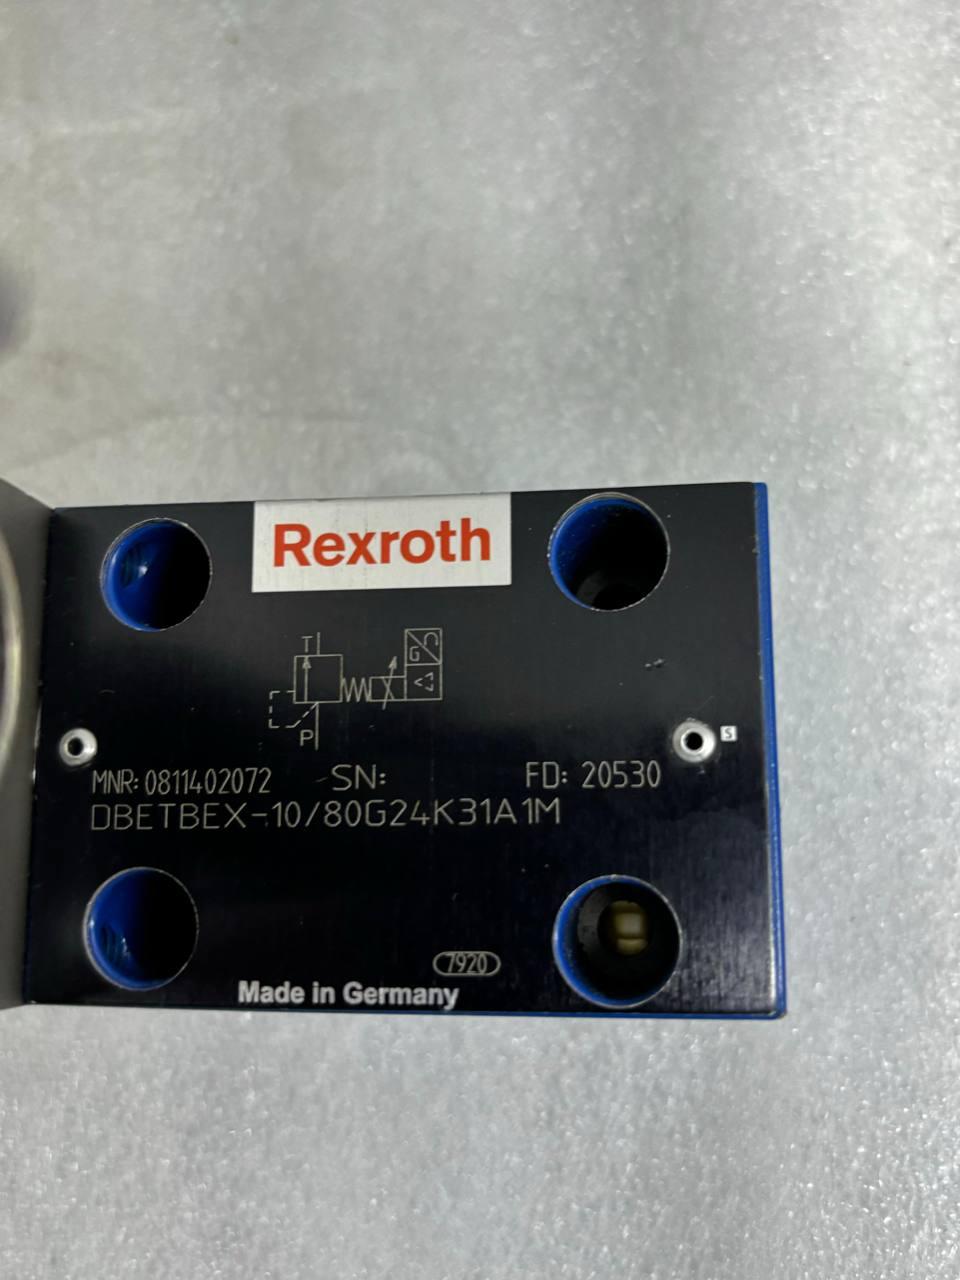 Rexroth
T
G
P
S
MNR: 0811402072 SN: FD: 20530
DBETBEX-10/80G24K31A1M
7920
Made in Germany